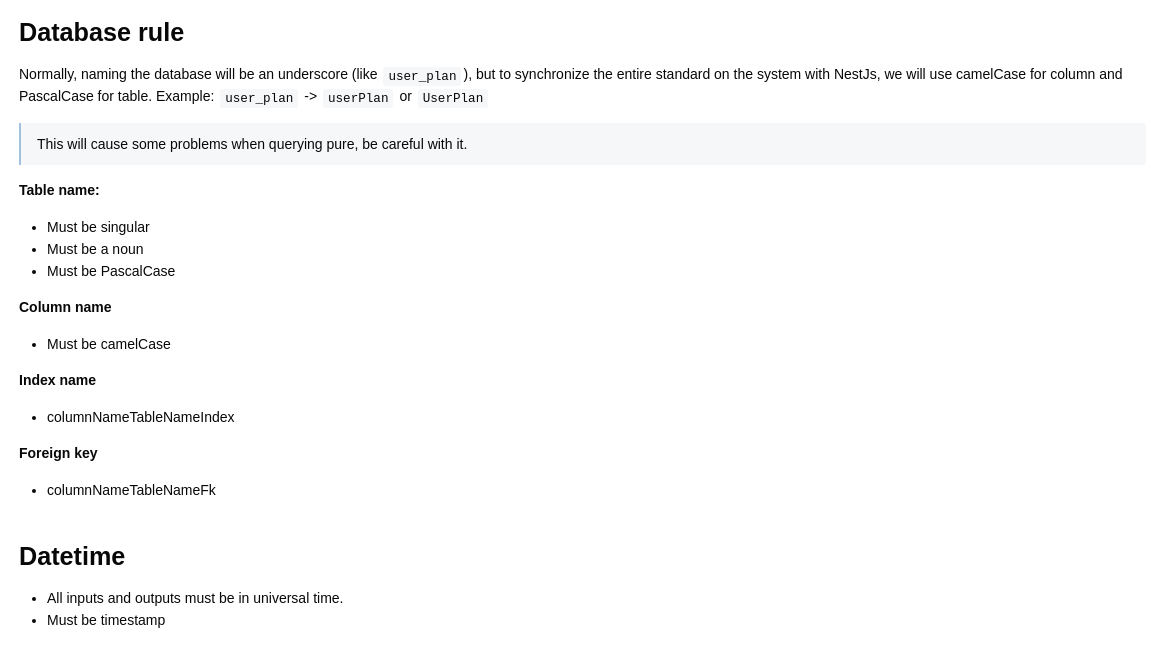 Database rule
Normally, naming the database will be an underscore (like user_plan), but to synchronize the entire standard on the system with NestJs, we will use camelCase for column and
PascalCase for table. Example: user_plan -> userPlan or UserPlan
This will cause some problems when querying pure, be careful with it.
Table name:
• Must be singular
• Must be a noun
• Must be PascalCase
Column name
• Must be camelCase
Index name
• columnNameTableNameIndex
Foreign key
• columnNameTableNameFk
Datetime
• All inputs and outputs must be in universal time.
• Must be timestamp